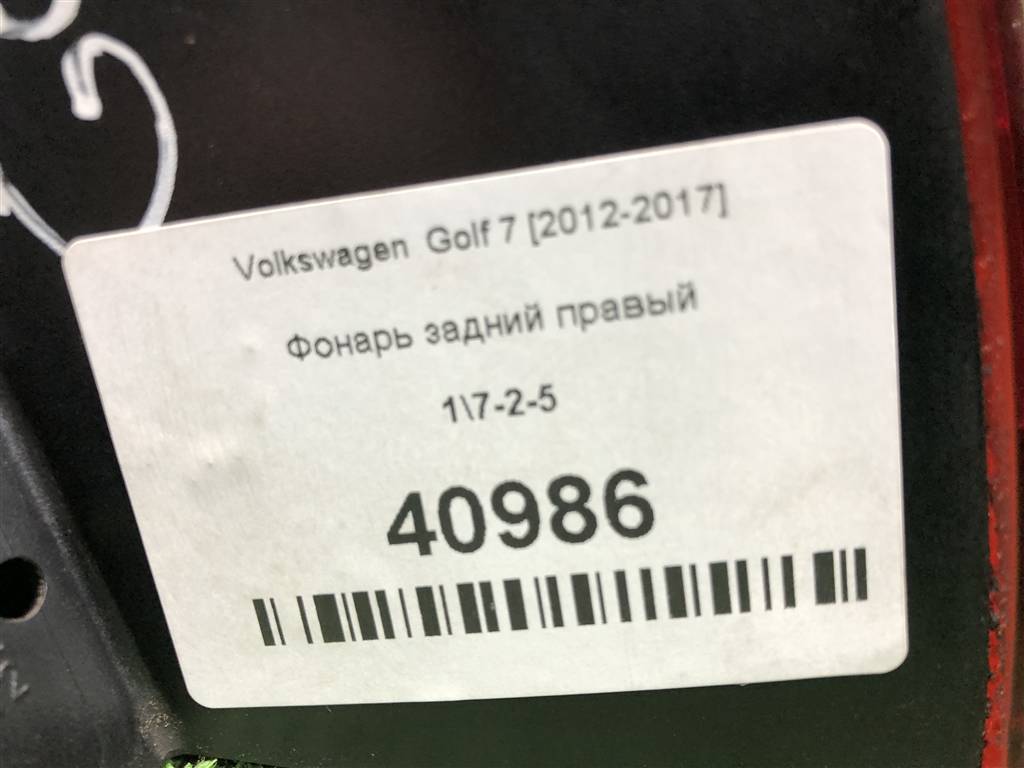 Volkswagen Golf 7 [2012-2017]
Фонарь задний правый
1\7-2-5
40986